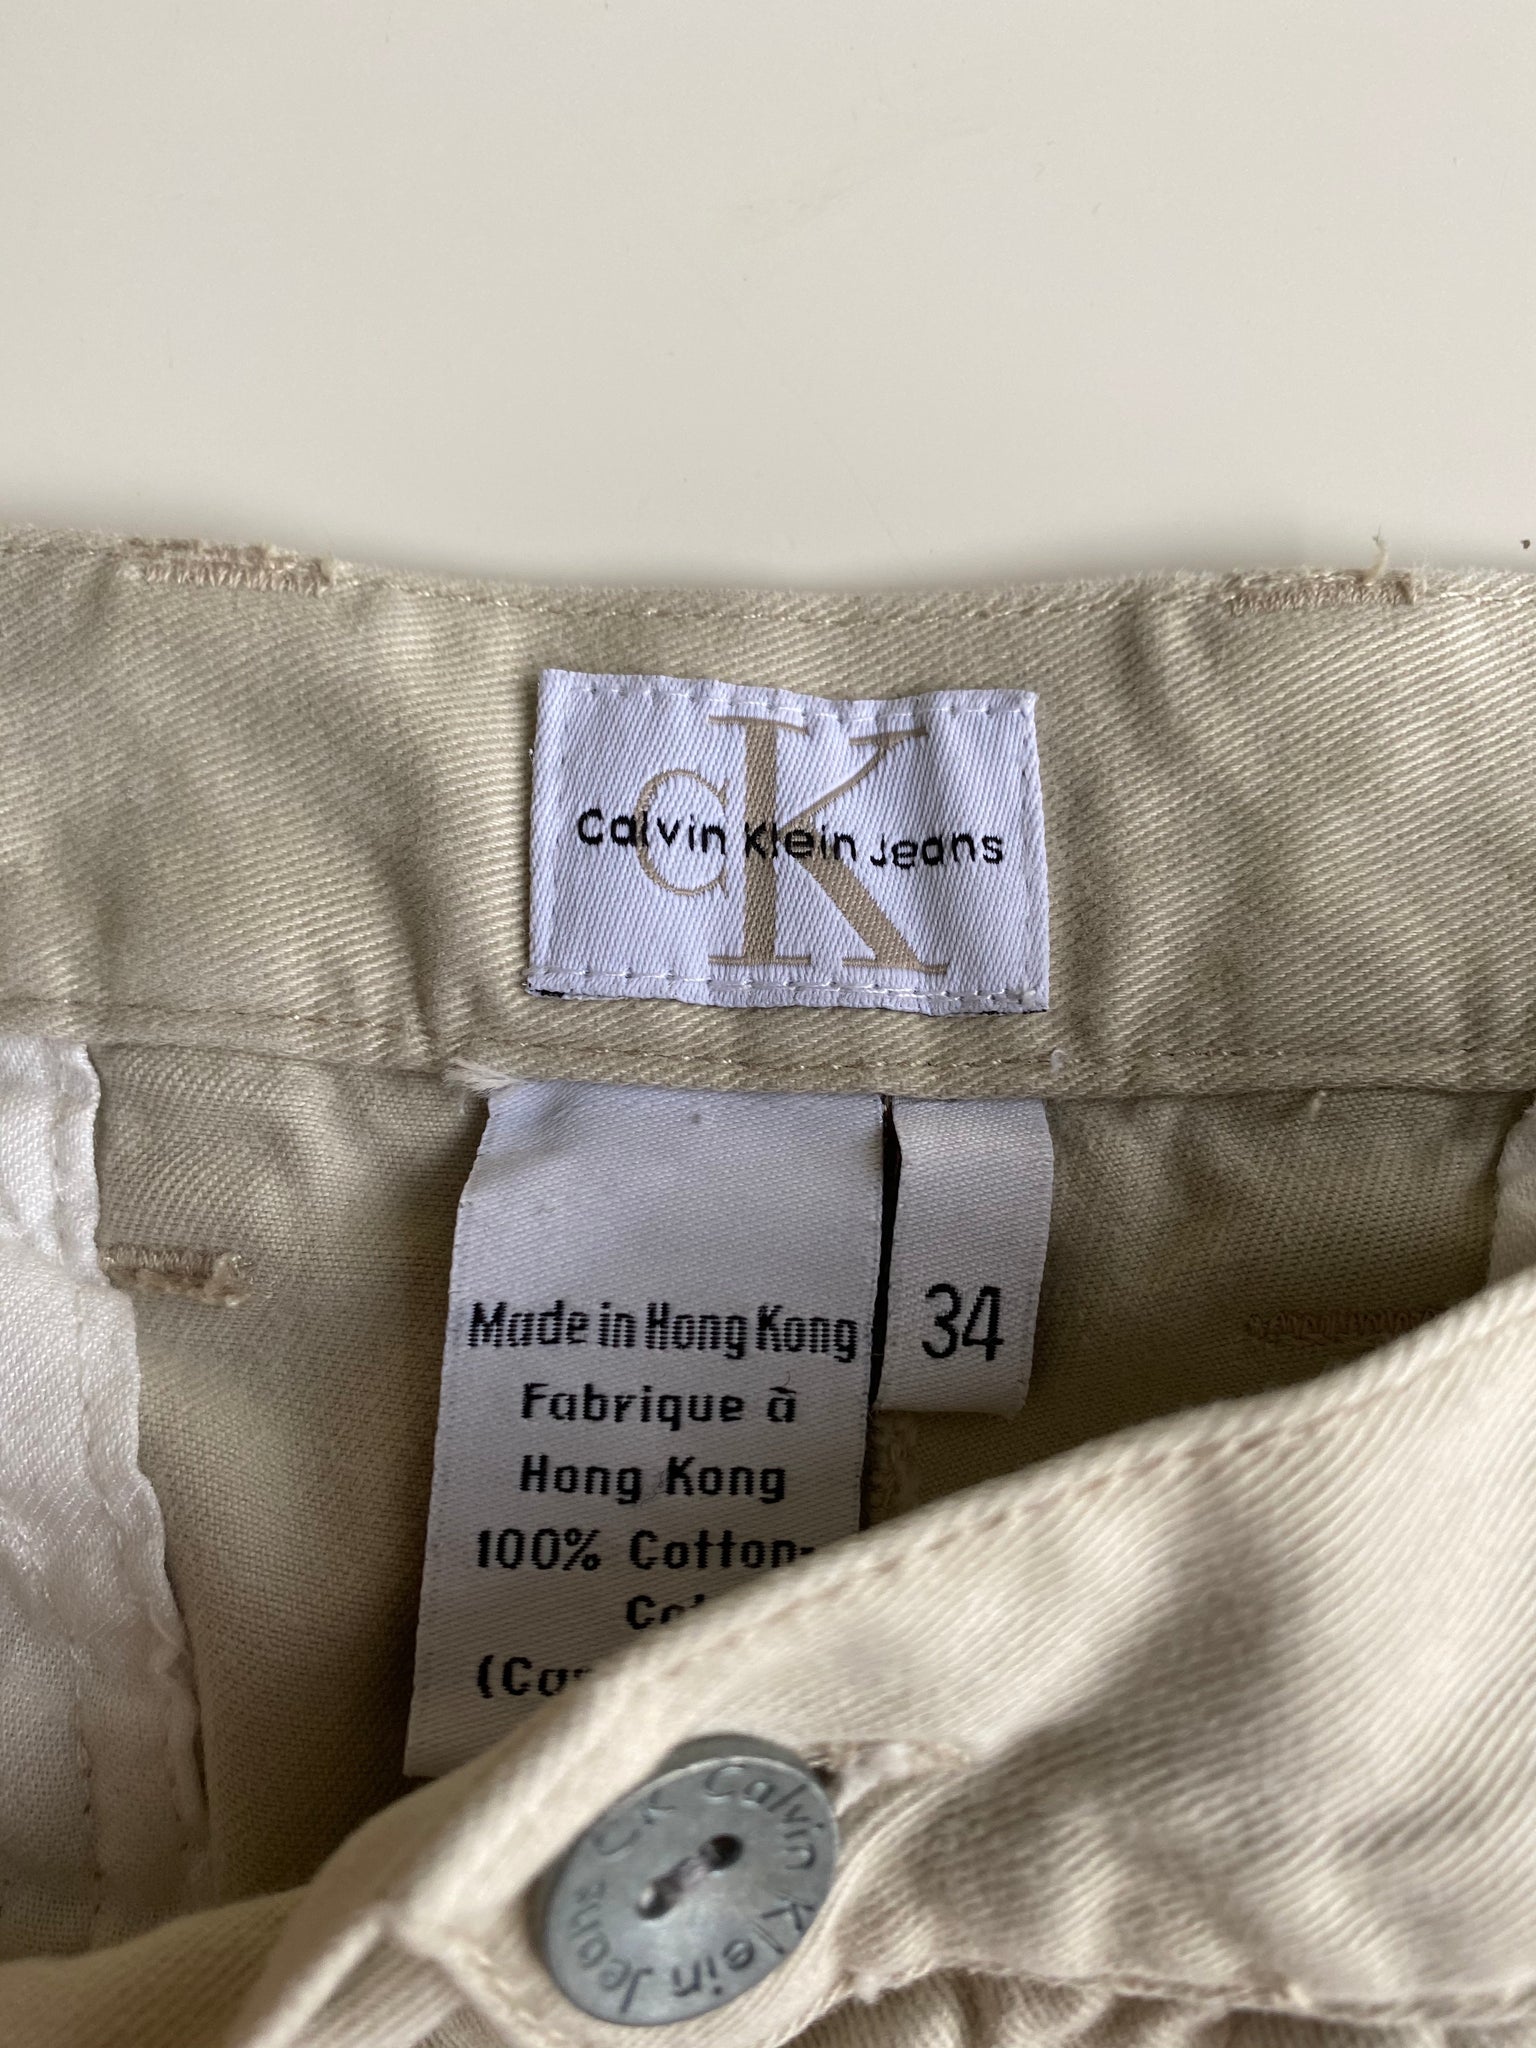 CK
Calvin Klein Jeans
Made in Hong Kong
34
Fabrique à
Hong Kong
100% Cotton-
CK Calvin Klein Jeans